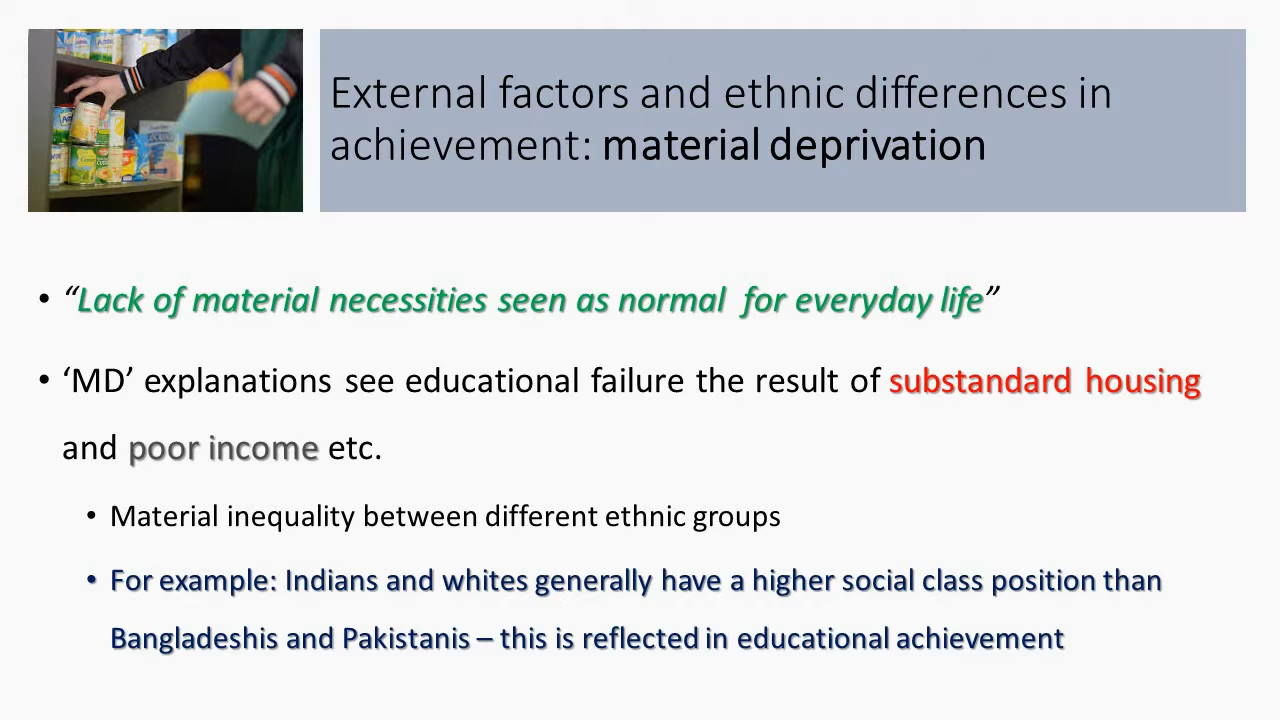 External factors and ethnic differences in
achievement: material deprivation
• “Lack of material necessities seen as normal for everyday life”
• ‘MD’ explanations see educational failure the result of substandard housing
and poor income etc.
• Material inequality between different ethnic groups
• For example: Indians and whites generally have a higher social class position than
Bangladeshis and Pakistanis – this is reflected in educational achievement